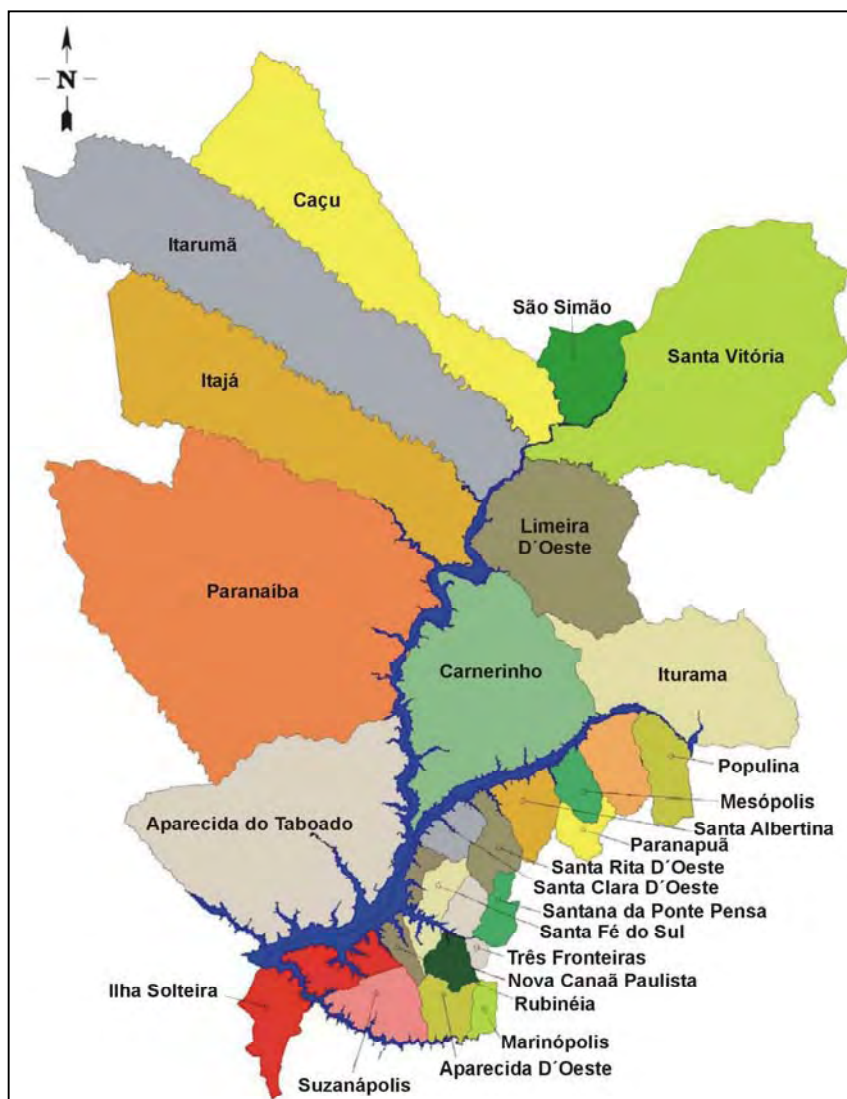 N
Caçu
Itarumã
São Simão
Santa Vitória
Itajá
Limeira
D´Oeste
Paranaíba
Carnerinho
Iturama
Populina
Mesópolis
Aparecida do Taboado
Santa Albertina
Paranapuã
Santa Rita D´Oeste
Santa Clara D´Oeste
Santana da Ponte Pensa
Santa Fé do Sul
Três Fronteiras
Nova Canaã Paulista
Ilha Solteira
Rubinéia
Marinópolis
Aparecida D´Oeste
Suzanápolis